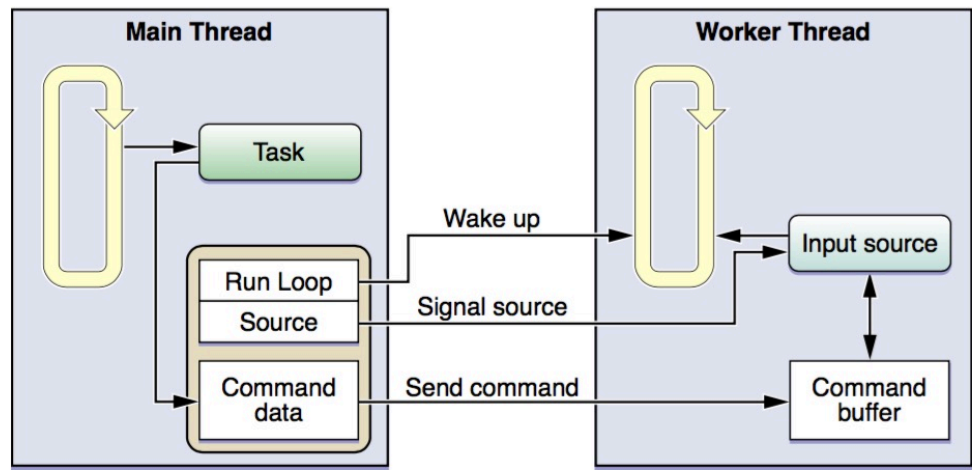 Main Thread
Worker Thread
Task
Wake up
Input source
Run Loop
Signal source
Source
Command
data
Send command
Command
buffer